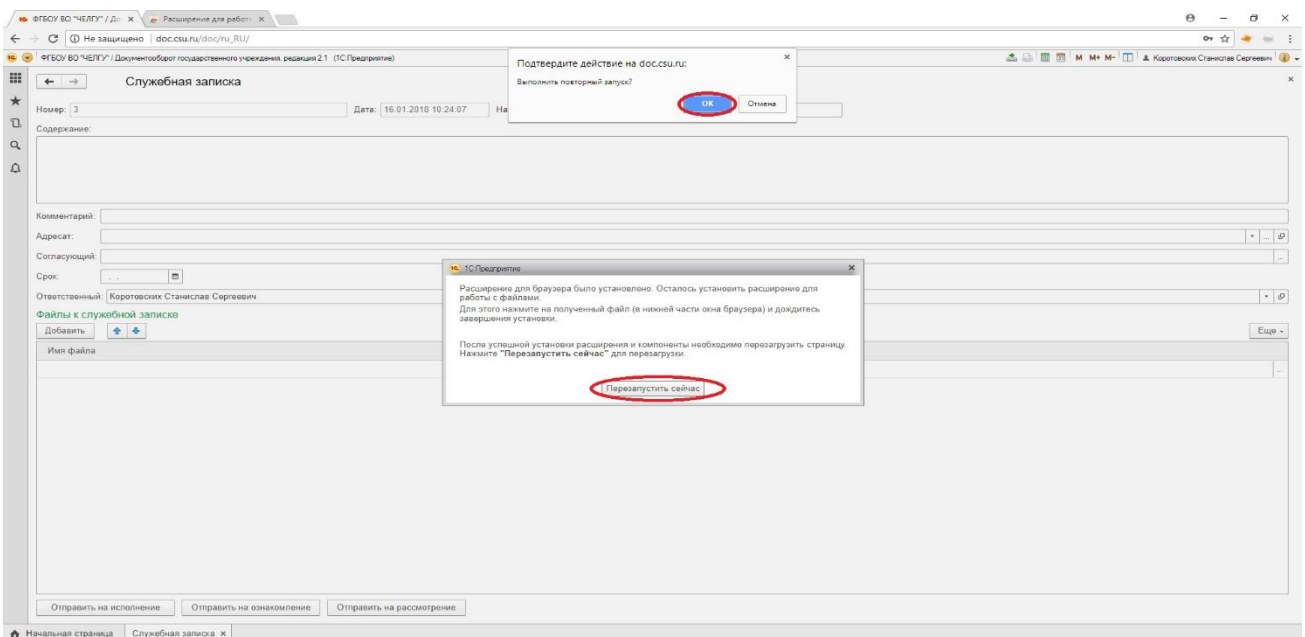 ФГБОУ ВО "ЧЕЛГУ" / До
Расширение для работ
Не защищено | doc.csu.ru/doc/ru_RU/
ФГБОУ ВО "ЧЕЛГУ" / Документооборот государственного учреждения, редакция 2.1 (1С:Предприятие)
M M+ M-
Коротовских Станислав Сергеевич
Подтвердите действие на doc.csu.ru:
Выполнить повторный запуск?
ОК
Отмена
Служебная записка
Номер: 3
Дата: 16.01.2018 10:24:07
На
Содержание:
Комментарий:
Адресат:
Согласующий:
Срок: . .
Ответственный: Коротовских Станислав Сергеевич
Файлы к служебной записке
Добавить
Еще
Имя файла
1С:Предприятие
Расширение для браузера было установлено. Осталось установить расширение для
работы с файлами.
Для этого нажмите на полученный файл (в нижней части окна браузера) и дождитесь
завершения установки.
После успешной установки расширения и компоненты необходимо перезагрузить страницу.
Нажмите "Перезапустить сейчас" для перезагрузки.
Перезапустить сейчас
Отправить на исполнение
Отправить на ознакомление
Отправить на рассмотрение
Начальная страница
Служебная записка ×